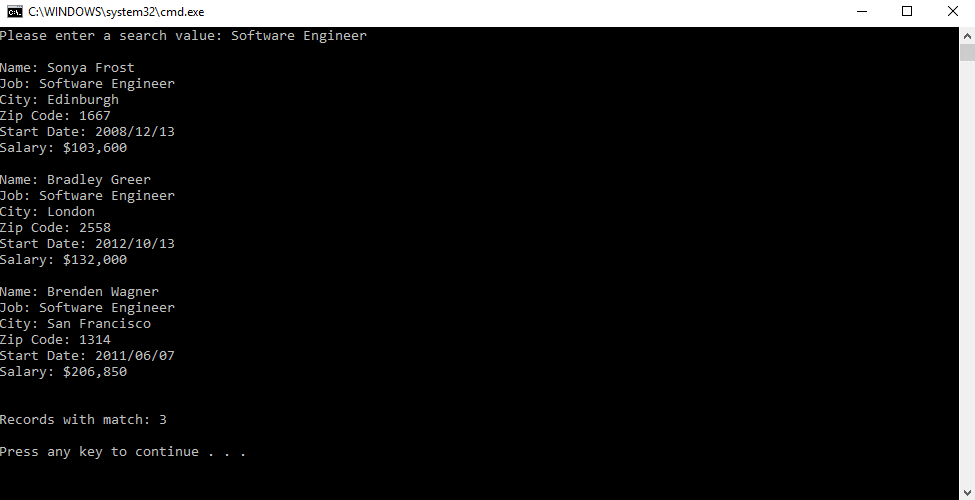 C:\WINDOWS\system32\cmd.exe
Please enter a search value: Software Engineer
Name: Sonya Frost
Job: Software Engineer
City: Edinburgh
Zip Code: 1667
Start Date: 2008/12/13
Salary: $103,600
Name: Bradley Greer
Job: Software Engineer
City: London
Zip Code: 2558
Start Date: 2012/10/13
Salary: $132,000
Name: Brenden Wagner
Job: Software Engineer
City: San Francisco
Zip Code: 1314
Start Date: 2011/06/07
Salary: $206,850
Records with match: 3
Press any key to continue . . .